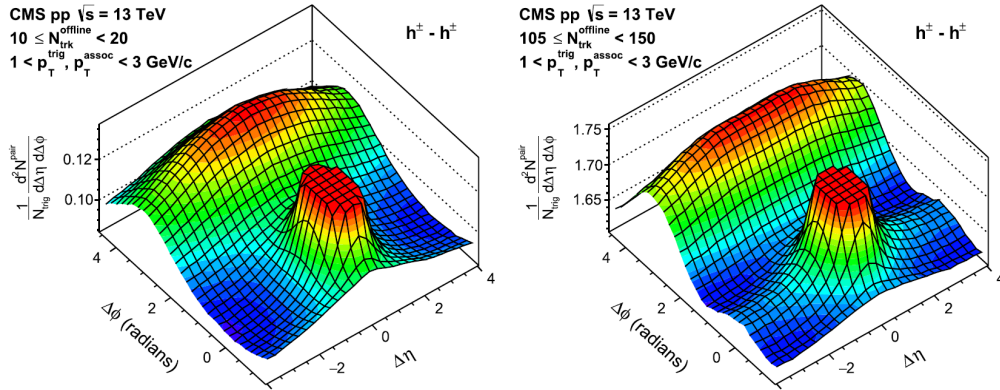 CMS pp √s = 13 TeV
10 ≤ N_trk^offline < 20
1 < p_T^trig, p_T^assoc < 3 GeV/c
h± - h±
0.12
0.10
1/N_trig d²N^pair/dΔη dΔφ
4
2
0
Δφ (radians)
−2
0
2
4
Δη
CMS pp √s = 13 TeV
105 ≤ N_trk^offline < 150
1 < p_T^trig, p_T^assoc < 3 GeV/c
h± - h±
1.75
1.70
1.65
1/N_trig d²N^pair/dΔη dΔφ
4
2
0
Δφ (radians)
−2
0
2
4
Δη